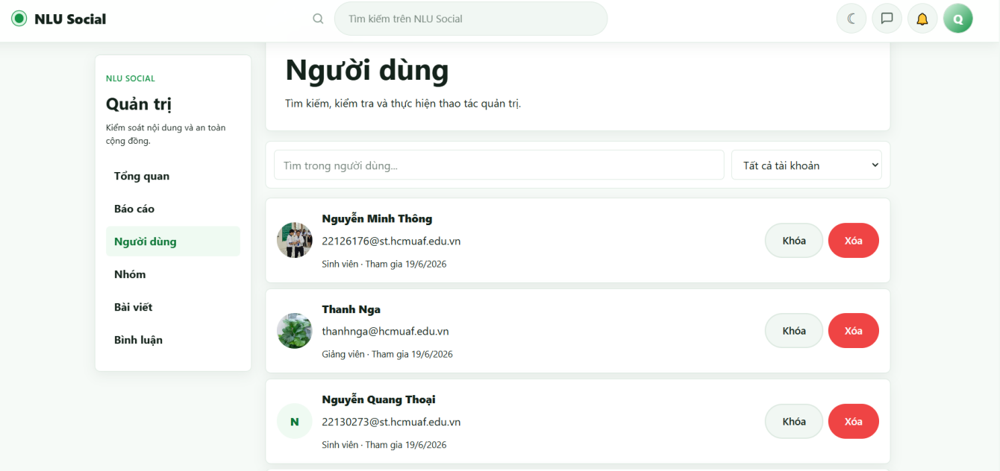 NLU Social
Tìm kiếm trên NLU Social
Q
NLU SOCIAL
Quản trị
Kiểm soát nội dung và an toàn
cộng đồng.
Tổng quan
Báo cáo
Người dùng
Nhóm
Bài viết
Bình luận
Người dùng
Tìm kiếm, kiểm tra và thực hiện thao tác quản trị.
Tìm trong người dùng...
Tất cả tài khoản
Nguyễn Minh Thông
22126176@st.hcmuaf.edu.vn
Sinh viên · Tham gia 19/6/2026
Khóa
Xóa
Thanh Nga
thanhnga@hcmuaf.edu.vn
Giảng viên · Tham gia 19/6/2026
Khóa
Xóa
N
Nguyễn Quang Thoại
22130273@st.hcmuaf.edu.vn
Sinh viên · Tham gia 19/6/2026
Khóa
Xóa